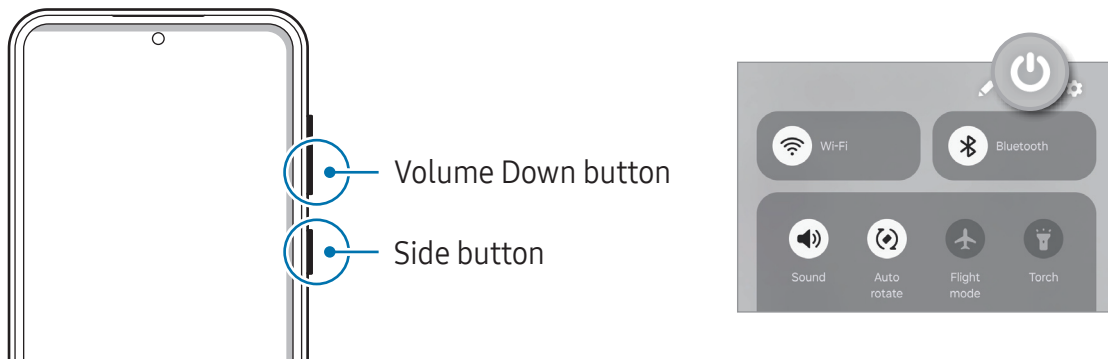 Volume Down button
Side button
Wi-Fi
Bluetooth
Sound
Auto
rotate
Flight
mode
Torch